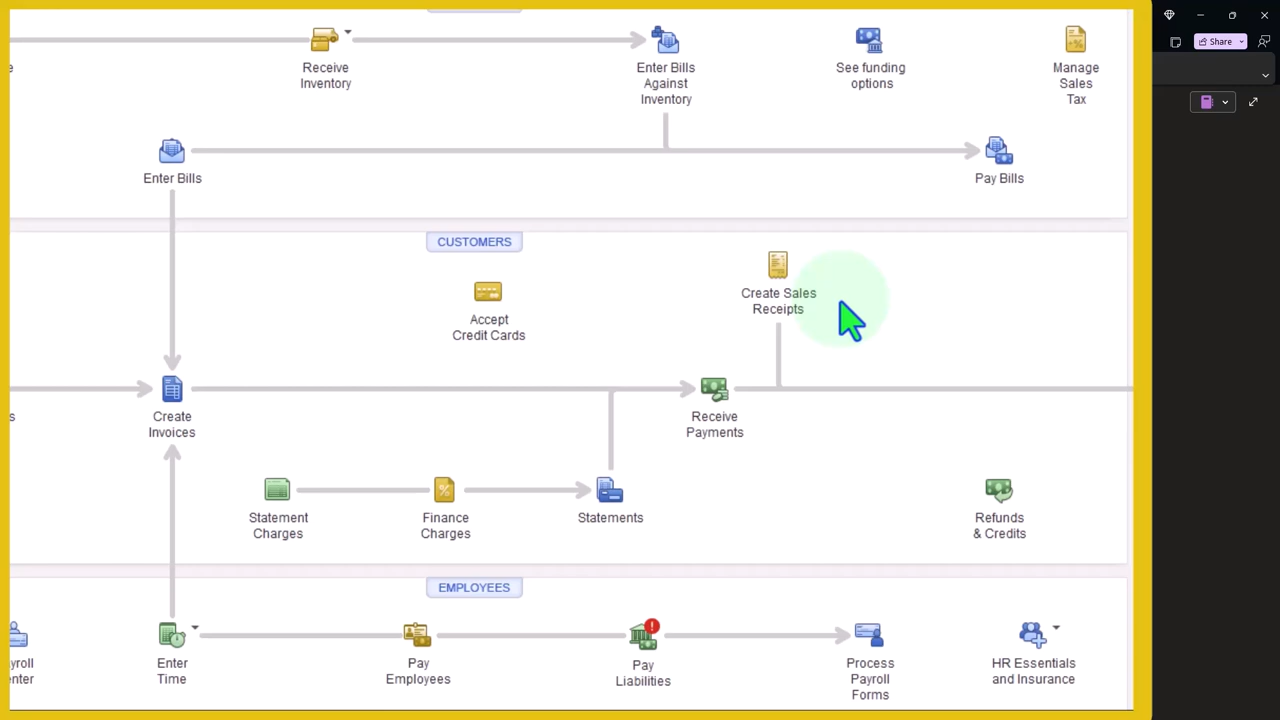 Share
Receive
Inventory
Enter Bills
Against
Inventory
See funding
options
Manage
Sales
Tax
Enter Bills
Pay Bills
CUSTOMERS
Create Sales
Receipts
Accept
Credit Cards
Create
Invoices
Receive
Payments
Statement
Charges
Finance
Charges
Statements
Refunds
& Credits
EMPLOYEES
Enter
Time
Pay
Employees
Pay
Liabilities
Process
Payroll
Forms
HR Essentials
and Insurance